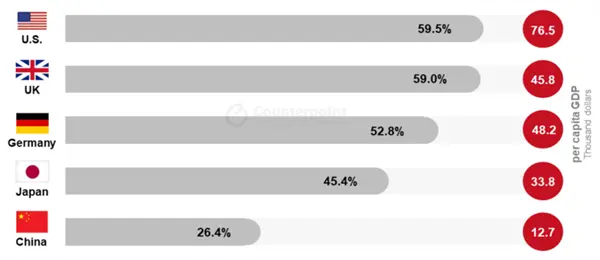 U.S.
59.5%
76.5
UK
59.0%
45.8
Counterpoint
Germany
52.8%
48.2
Japan
45.4%
33.8
China
26.4%
12.7
per capita GDP
Thousand dollars